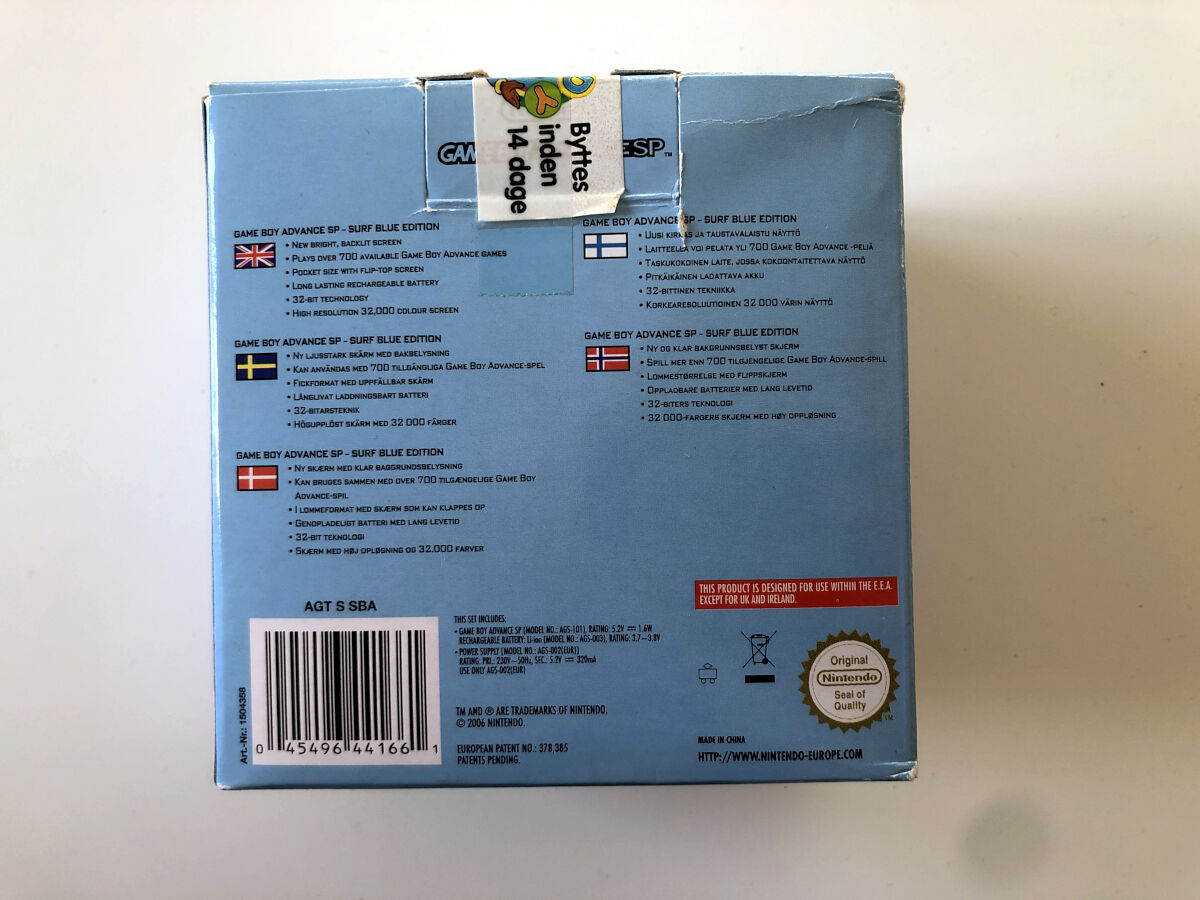 Byttes
inden
14 dage
GAME SP™
GAME BOY ADVANCE SP – SURF BLUE EDITION
• New bright, backlit screen
• Plays over 700 available Game Boy Advance games
• Pocket size with flip-top screen
• Long lasting rechargeable battery
• 32-bit technology
• High resolution 32,000 colour screen
GAME BOY ADVANCE SP – SURF BLUE EDITION
• Ny ljusstark skärm med bakbelysning
• Kan användas med 700 tillgängliga Game Boy Advance-spel
• Fickformat med uppfällbar skärm
• Långlivat laddningsbart batteri
• 32-bitarsteknik
• Högupplöst skärm med 32 000 färger
GAME BOY ADVANCE SP – SURF BLUE EDITION
• Ny skærm med klar baggrundsbelysning
• Kan bruges sammen med over 700 tilgængelige Game Boy
Advance-spil
• I lommeformat med skærm som kan klappes op
• Genopladeligt batteri med lang levetid
• 32-bit teknologi
• Skærm med høj opløsning og 32.000 farver
GAME BOY ADVANCE SP – SURF BLUE EDITION
• Uusi kirkas ja taustavalaistu näyttö
• Laitteella voi pelata yli 700 Game Boy Advance -peliä
• Taskukokoinen laite, jossa kokoontaitettava näyttö
• Pitkäikäinen ladattava akku
• 32-bittinen tekniikka
• Korkearesoluutioinen 32 000 värin näyttö
GAME BOY ADVANCE SP – SURF BLUE EDITION
• Ny og klar bakgrunnsbelyst skjerm
• Spill mer enn 700 tilgjengelige Game Boy Advance-spill
• Lommestørrelse med flippskjerm
• Oppladbare batterier med lang levetid
• 32-biters teknologi
• 32 000-fargers skjerm med høy oppløsning
AGT S SBA
Art.-Nr.: 1504358
0 45496 44166 1
THIS SET INCLUDES:
• GAME BOY ADVANCE SP (MODEL NO.: AGS-101), RATING: 5.2V ⎓ 1.6W
RECHARGEABLE BATTERY: Li-ion (MODEL NO.: AGS-003), RATING: 3.7–3.8V
• POWER SUPPLY [MODEL NO.: AGS-002(EUR)]
RATING: PRI.: 230V~50Hz, SEC.: 5.2V ⎓ 320mA
USE ONLY AGS-002(EUR)
TM AND ® ARE TRADEMARKS OF NINTENDO.
© 2006 NINTENDO.
EUROPEAN PATENT NO.: 378,385
PATENTS PENDING.
THIS PRODUCT IS DESIGNED FOR USE WITHIN THE E.E.A.
EXCEPT FOR UK AND IRELAND.
Original
Nintendo
Seal of
Quality
TM
MADE IN CHINA
HTTP://WWW.NINTENDO-EUROPE.COM